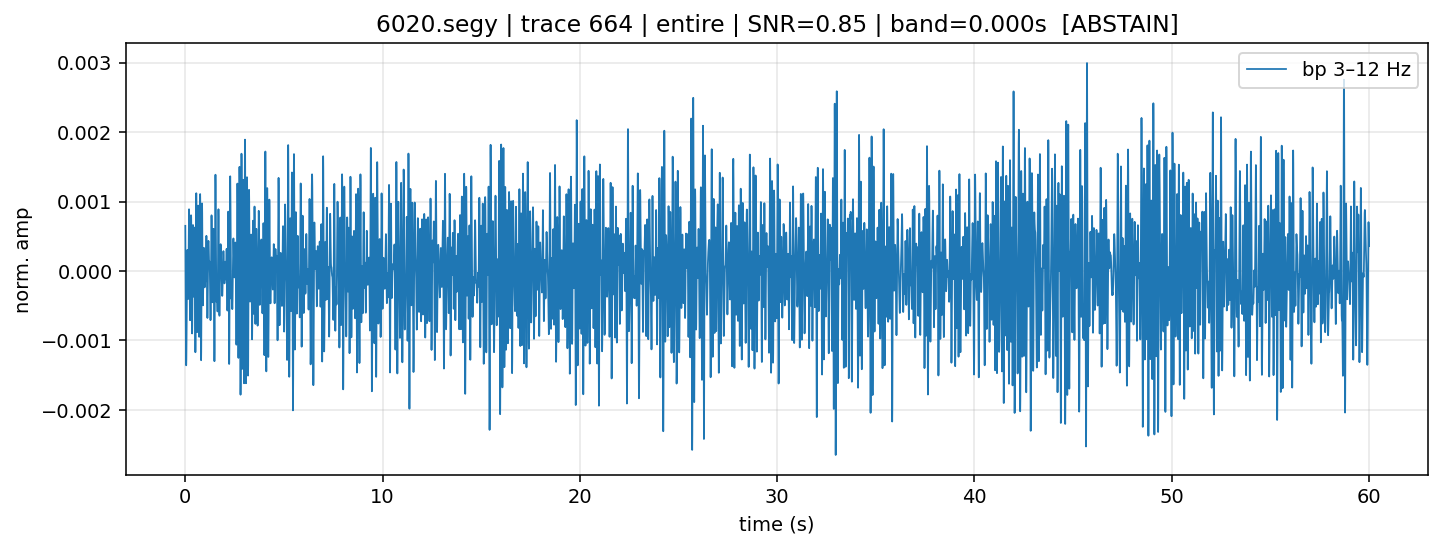 6020.segy | trace 664 | entire | SNR=0.85 | band=0.000s  [ABSTAIN]
bp 3–12 Hz
norm. amp
0.003
0.002
0.001
0.000
−0.001
−0.002
0 10 20 30 40 50 60
time (s)